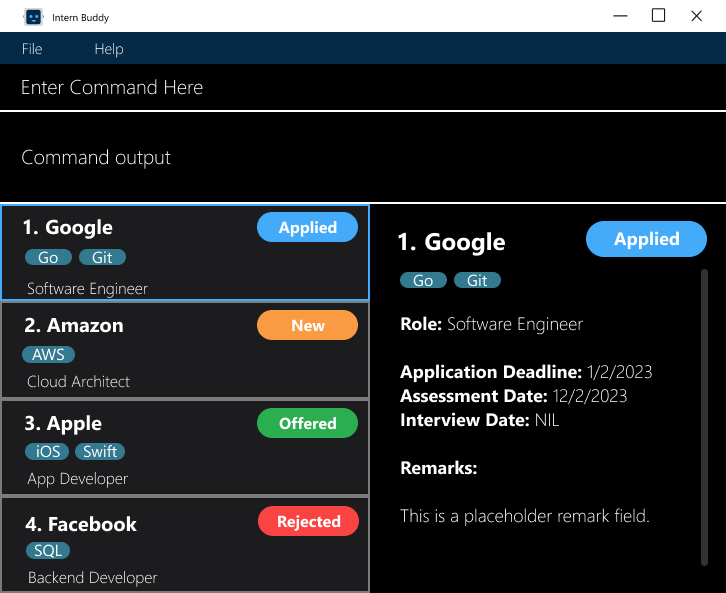 Intern Buddy
File Help
Enter Command Here
Command output
1. Google Applied
Go Git
Software Engineer
2. Amazon New
AWS
Cloud Architect
3. Apple Offered
iOS Swift
App Developer
4. Facebook Rejected
SQL
Backend Developer
1. Google Applied
Go Git
Role: Software Engineer
Application Deadline: 1/2/2023
Assessment Date: 12/2/2023
Interview Date: NIL
Remarks:
This is a placeholder remark field.